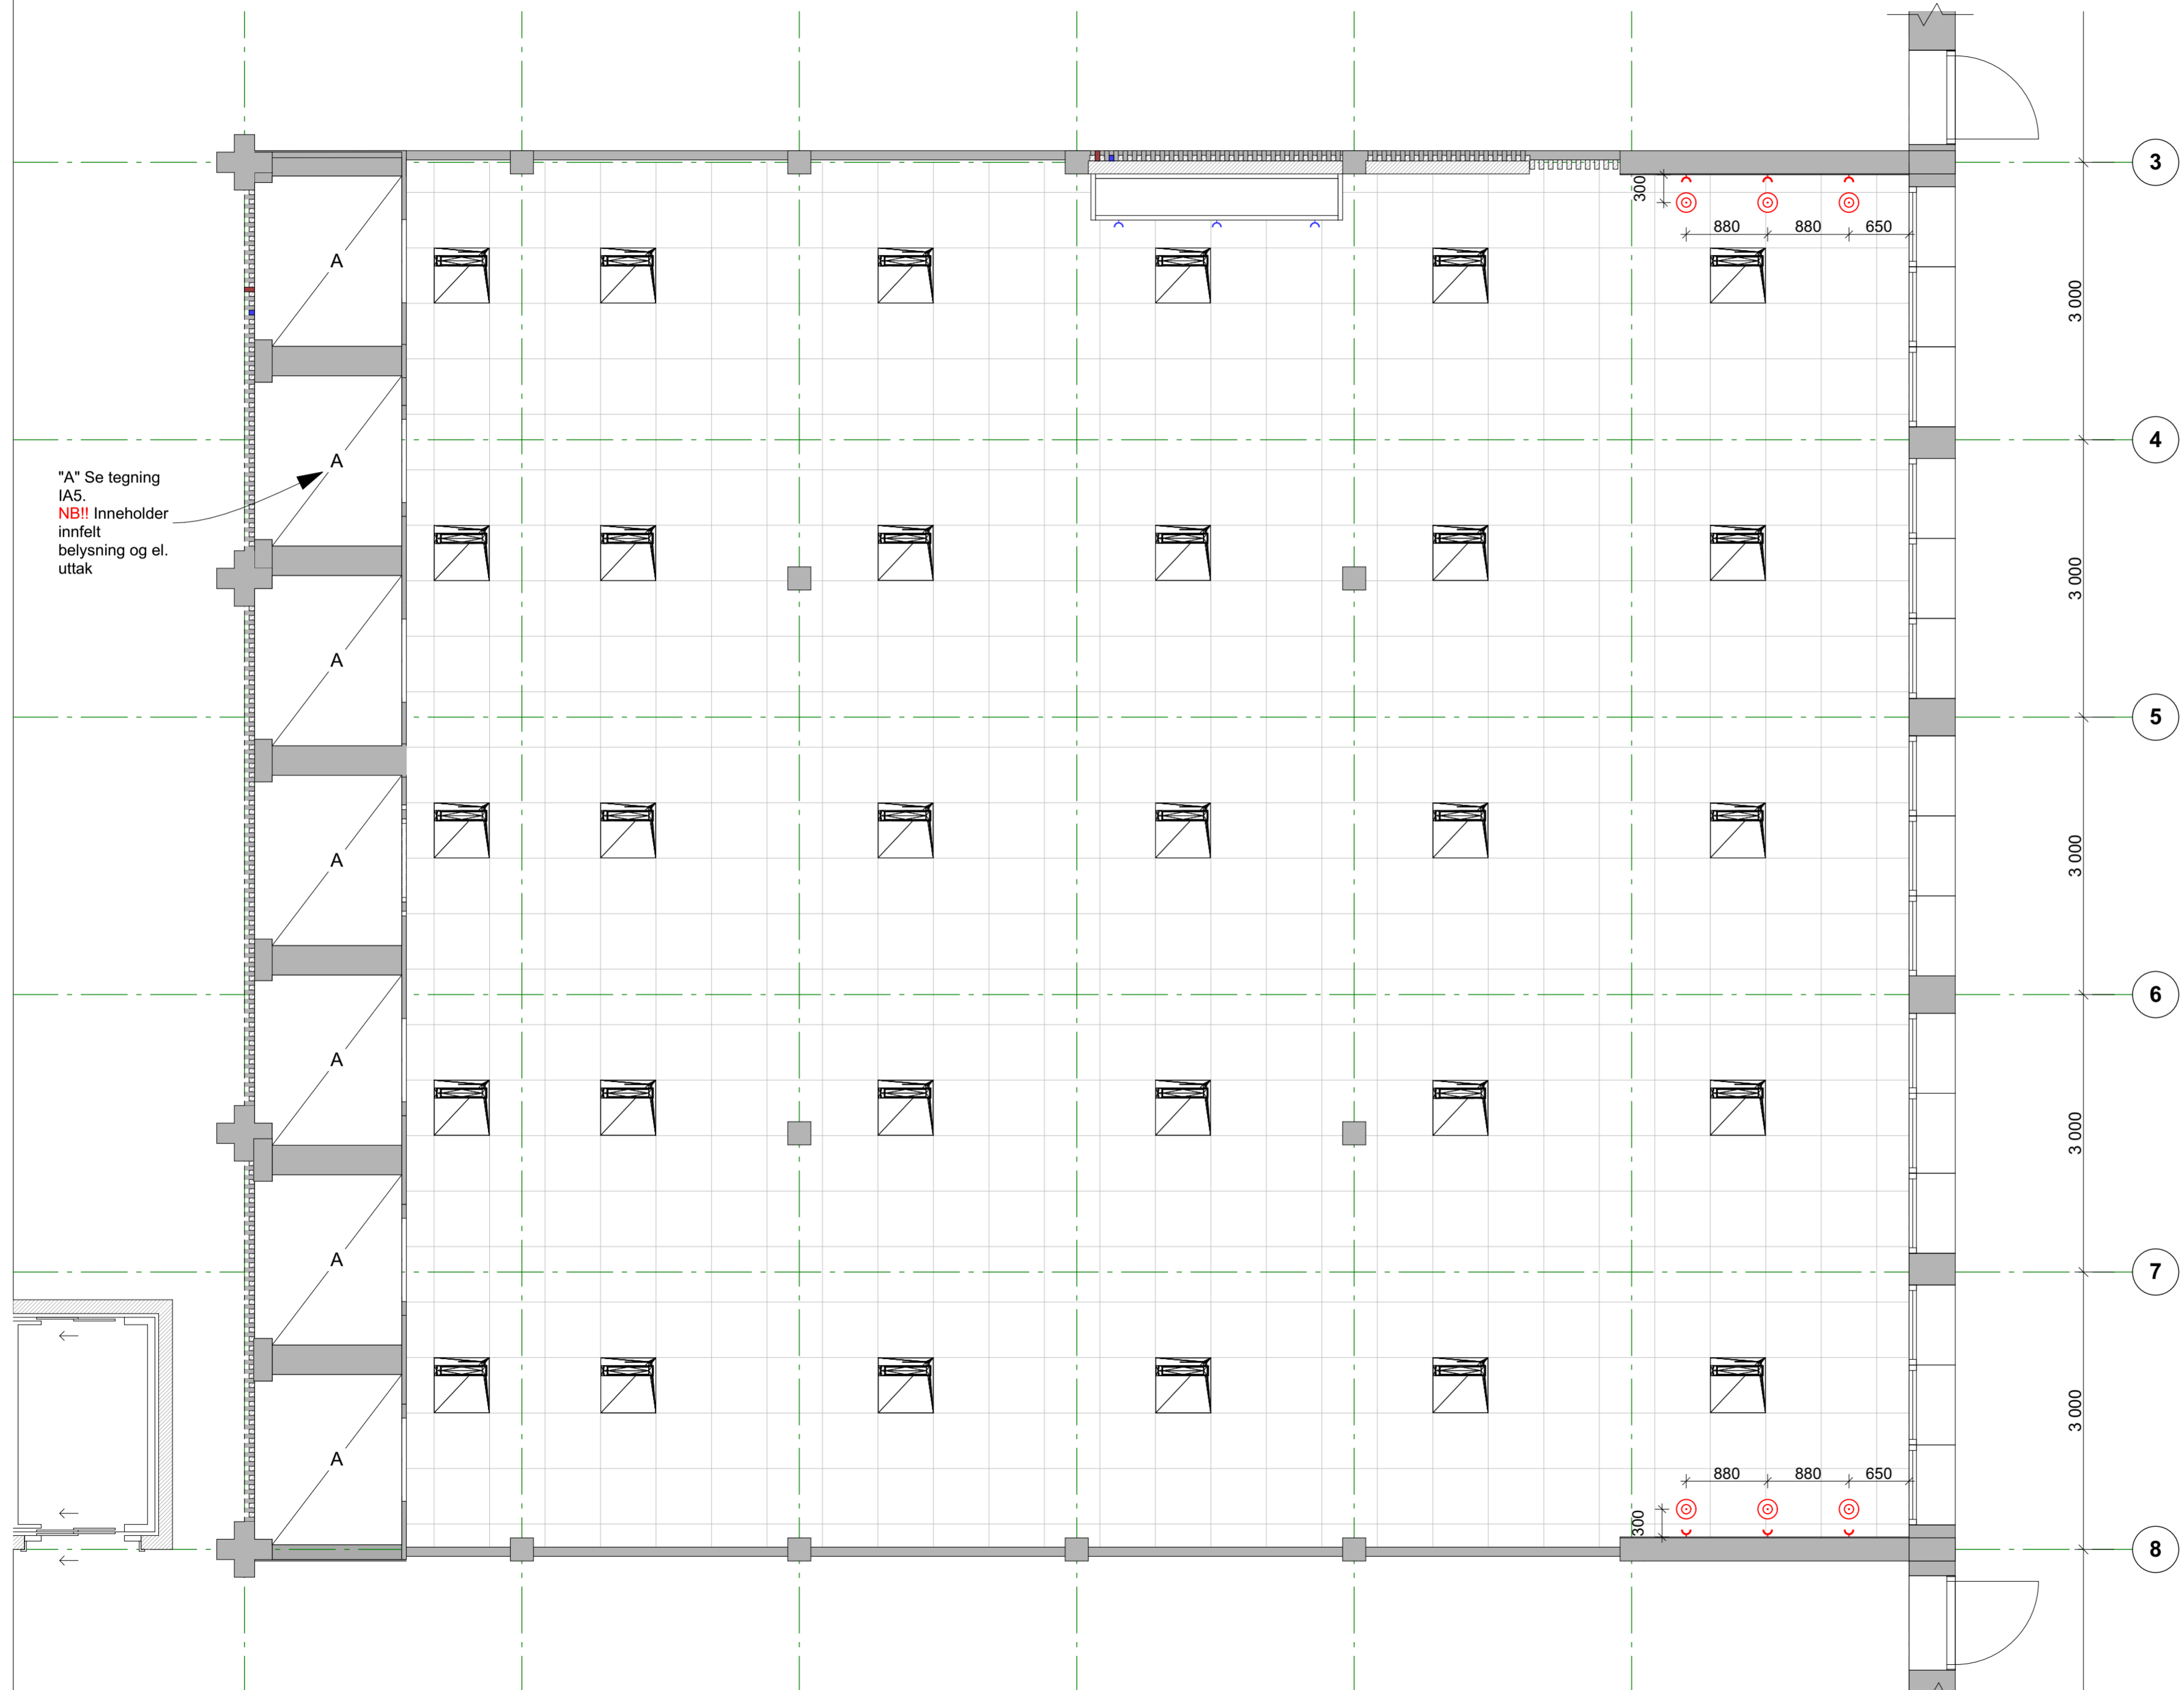 3
300
880 880 650
A
3 000
4
"A" Se tegning
IA5.
NB!! Inneholder
innfelt
belysning og el.
uttak
A
3 000
A
5
A
3 000
6
A
3 000
A
7
3 000
A
880 880 650
300
8